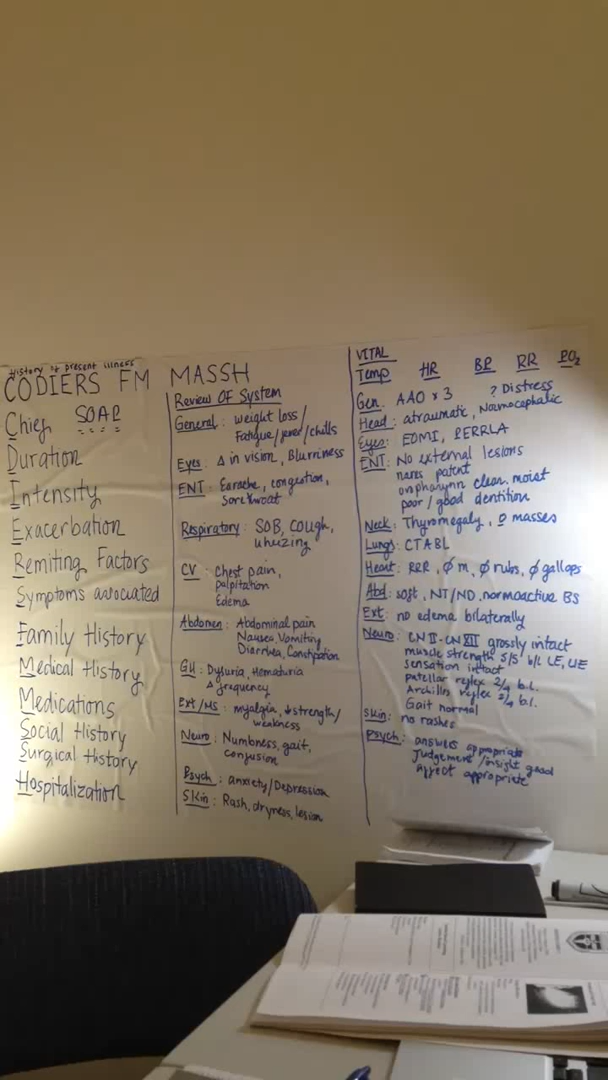 History of present illness
CODIERS FM MASSH
Chief SOAP
Duration
Intensity
Exacerbation
Remiting Factors
Symptoms associated
Family History
Medical History
Medications
Social History
Surgical History
Hospitalization
Review OF System
General: weight loss/
Fatigue/fever/chills
Eyes: Δ in vision, Blurriness
ENT: Earache, congestion,
sore throat
Respiratory: SOB, cough,
wheezing
CV: chest pain,
palpitation
Edema
Abdomen: Abdominal pain
Nausea, Vomiting
Diarrhea, Constipation
GU: Dysuria, Hematuria
Δ frequency
Ext/MS: myalgia, ↓strength/
weakness
Neuro: Numbness, gait,
confusion
Psych: anxiety/Depression
Skin: Rash, dryness, lesion
VITAL
Temp HR BP RR PO2
Gen: AAO x 3 ? Distress
Head: atraumatic, Normocephalic
Eyes: EOMI, PERRLA
ENT: No external lesions
nares patent
oropharynx clean, moist
poor/good dentition
Neck: Thyromegaly, masses
Lungs: CTABL
Heart: RRR, ∅ m, ∅ rubs, ∅ gallops
Abd: soft, NT/ND, normoactive BS
Ext: no edema bilaterally
Neuro: CN II - CN XII grossly intact
muscle strength 5/5 b/l LE, UE
sensation intact
patellar reflex 2/4 b.l.
Archilles reflex 2/4 b.l.
Gait normal
Skin: no rashes
Psych: answers appropriate
Judgement/insight good
Affect appropriate